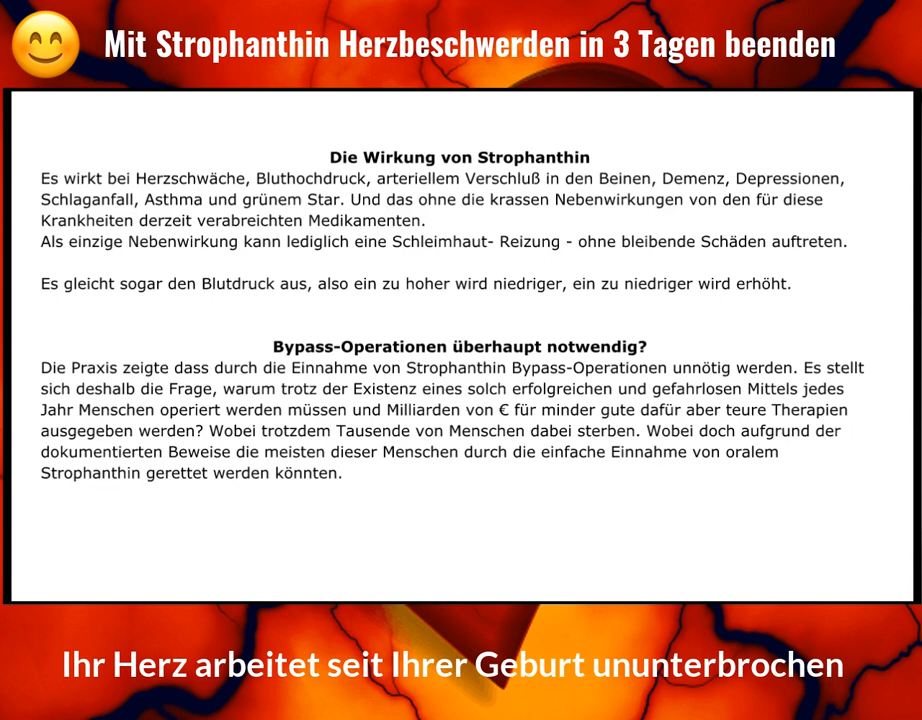 Mit Strophanthin Herzbeschwerden in 3 Tagen beenden
Die Wirkung von Strophanthin
Es wirkt bei Herzschwäche, Bluthochdruck, arteriellem Verschluß in den Beinen, Demenz, Depressionen,
Schlaganfall, Asthma und grünem Star. Und das ohne die krassen Nebenwirkungen von den für diese
Krankheiten derzeit verabreichten Medikamenten.
Als einzige Nebenwirkung kann lediglich eine Schleimhaut- Reizung - ohne bleibende Schäden auftreten.
Es gleicht sogar den Blutdruck aus, also ein zu hoher wird niedriger, ein zu niedriger wird erhöht.
Bypass-Operationen überhaupt notwendig?
Die Praxis zeigte dass durch die Einnahme von Strophanthin Bypass-Operationen unnötig werden. Es stellt
sich deshalb die Frage, warum trotz der Existenz eines solch erfolgreichen und gefahrlosen Mittels jedes
Jahr Menschen operiert werden müssen und Milliarden von € für minder gute dafür aber teure Therapien
ausgegeben werden? Wobei trotzdem Tausende von Menschen dabei sterben. Wobei doch aufgrund der
dokumentierten Beweise die meisten dieser Menschen durch die einfache Einnahme von oralem
Strophanthin gerettet werden könnten.
Ihr Herz arbeitet seit Ihrer Geburt ununterbrochen